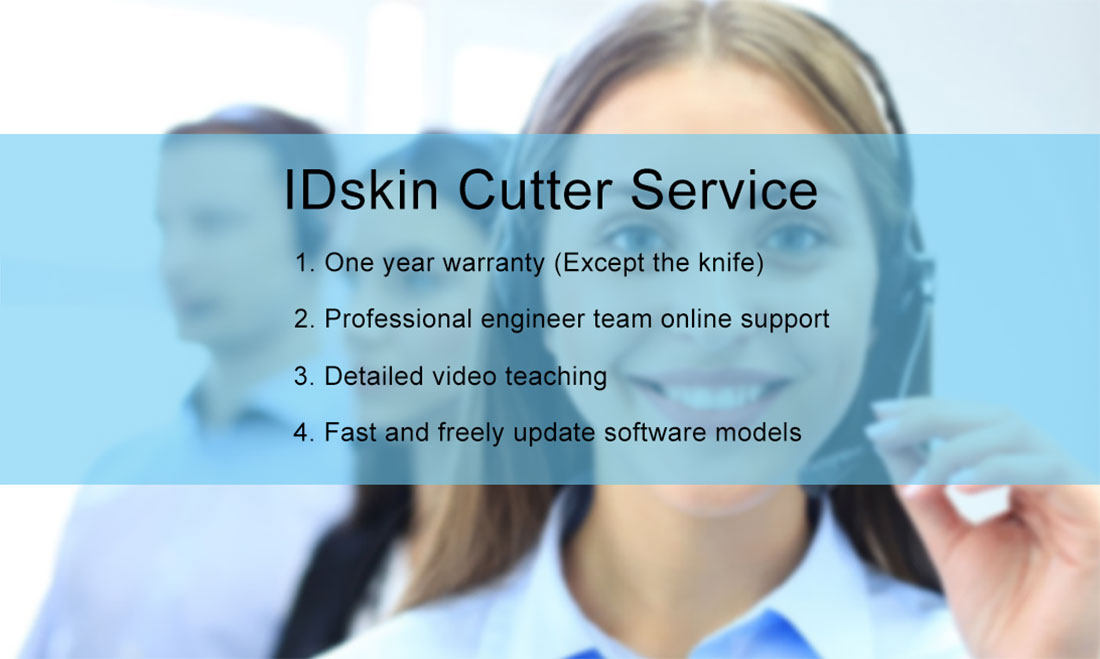 IDskin Cutter Service
1. One year warranty (Except the knife)
2. Professional engineer team online support
3. Detailed video teaching
4. Fast and freely update software models